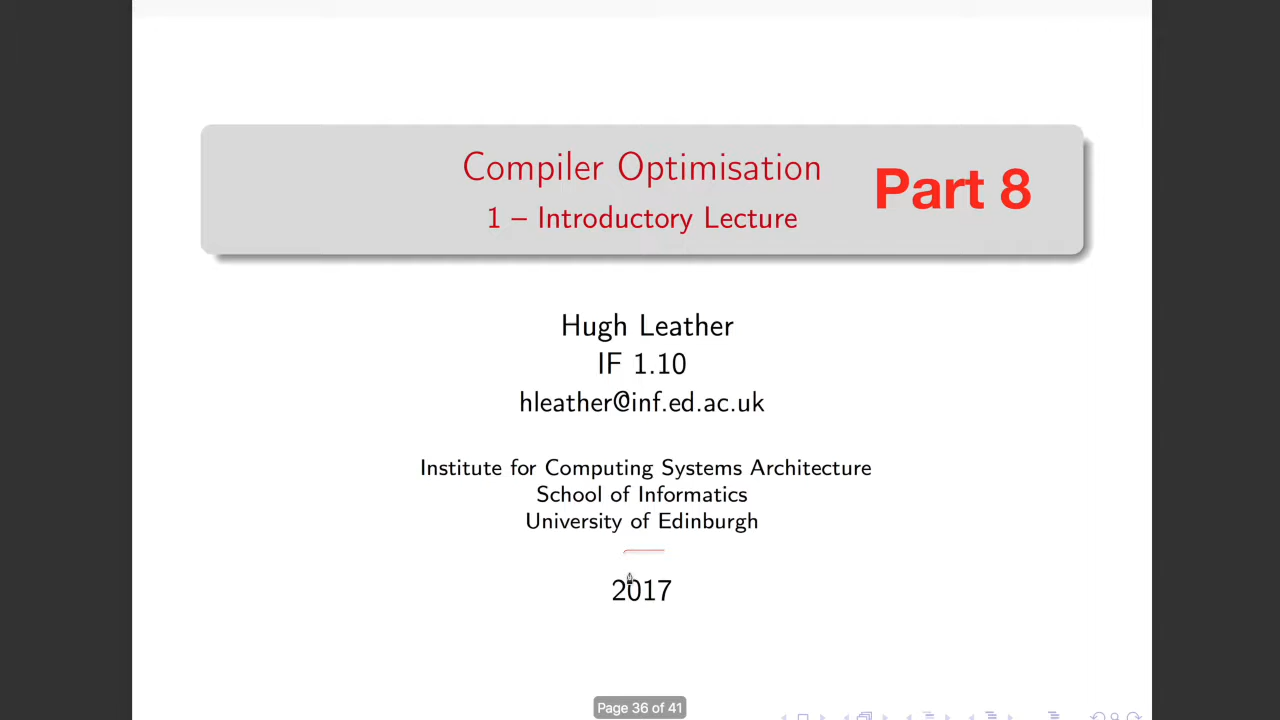 Compiler Optimisation
1 – Introductory Lecture
Part 8
Hugh Leather
IF 1.10
hleather@inf.ed.ac.uk
Institute for Computing Systems Architecture
School of Informatics
University of Edinburgh
2017
Page 36 of 41